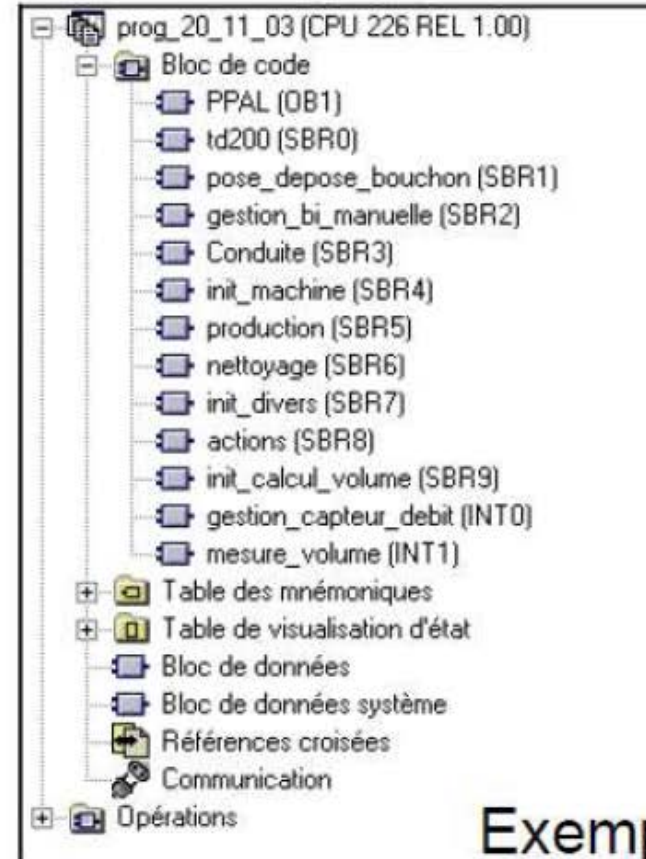 prog_20_11_03 (CPU 226 REL 1.00)
Bloc de code
PPAL (OB1)
td200 (SBR0)
pose_depose_bouchon (SBR1)
gestion_bi_manuelle (SBR2)
Conduite (SBR3)
init_machine (SBR4)
production (SBR5)
nettoyage (SBR6)
init_divers (SBR7)
actions (SBR8)
init_calcul_volume (SBR9)
gestion_capteur_debit (INT0)
mesure_volume (INT1)
Table des mnémoniques
Table de visualisation d'état
Bloc de données
Bloc de données système
Références croisées
Communication
Opérations
Exemp